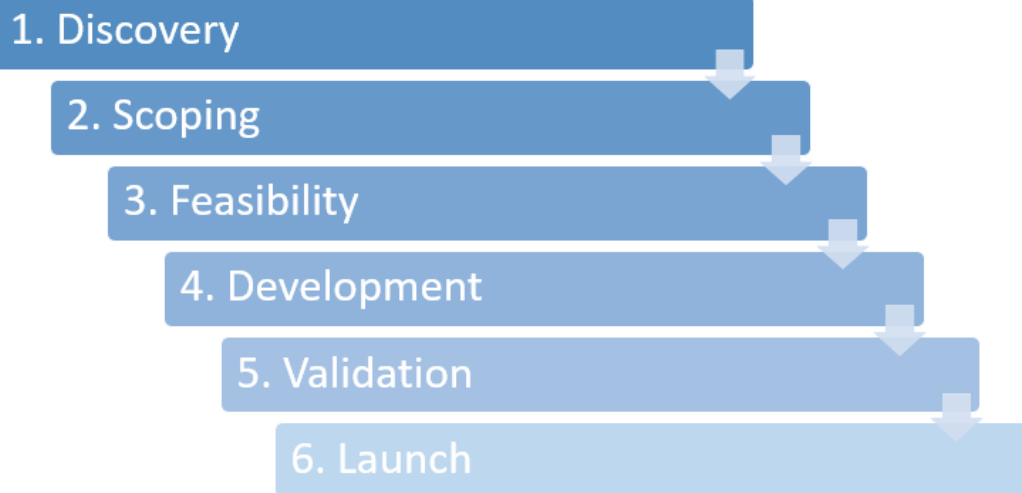 1. Discovery
2. Scoping
3. Feasibility
4. Development
5. Validation
6. Launch